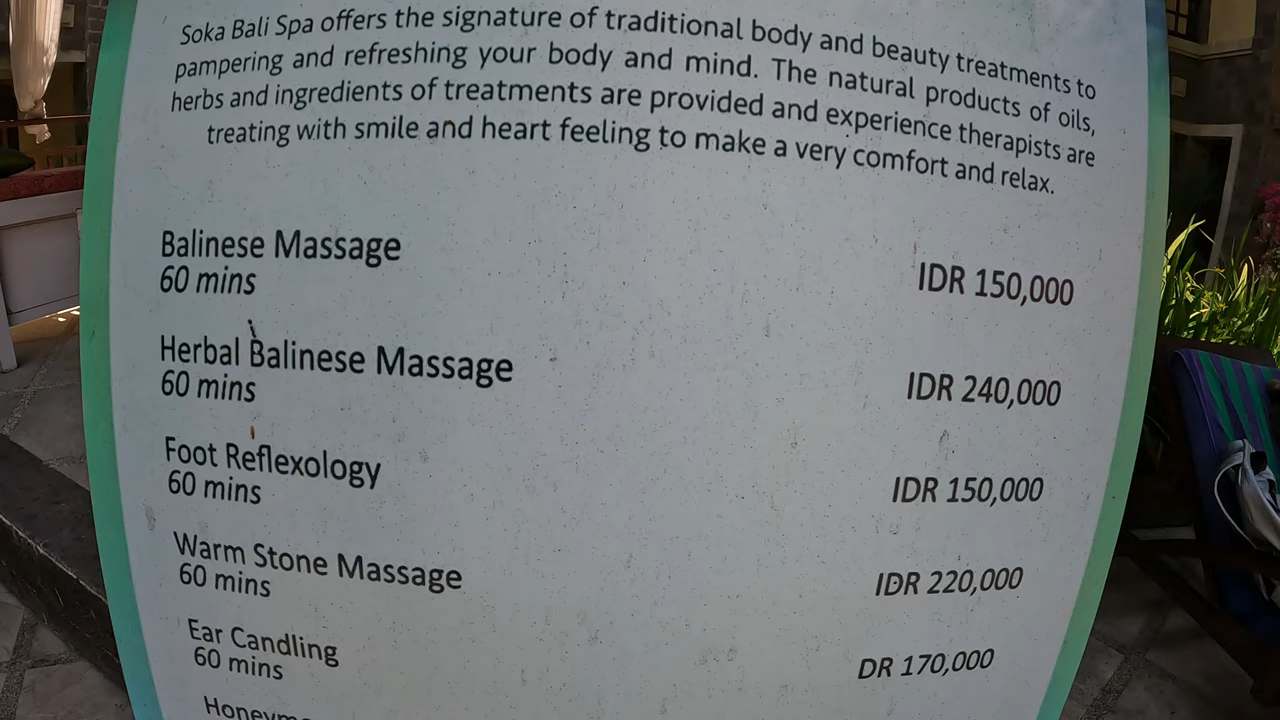 Soka Bali Spa offers the signature of traditional body and beauty treatments to
pampering and refreshing your body and mind. The natural products of oils,
herbs and ingredients of treatments are provided and experience therapists are
treating with smile and heart feeling to make a very comfort and relax.
Balinese Massage
60 mins
IDR 150,000
Herbal Balinese Massage
60 mins
IDR 240,000
Foot Reflexology
60 mins
IDR 150,000
Warm Stone Massage
60 mins
IDR 220,000
Ear Candling
60 mins
DR 170,000